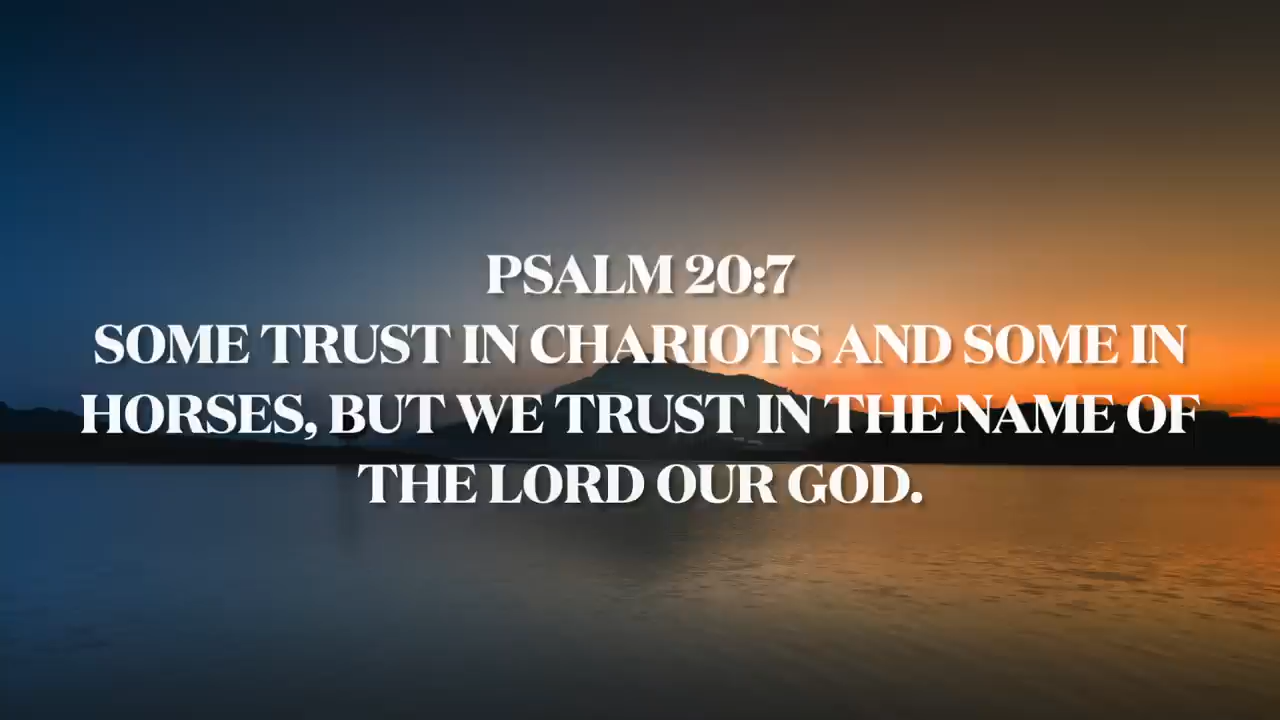 PSALM 20:7
SOME TRUST IN CHARIOTS AND SOME IN
HORSES, BUT WE TRUST IN THE NAME OF
THE LORD OUR GOD.